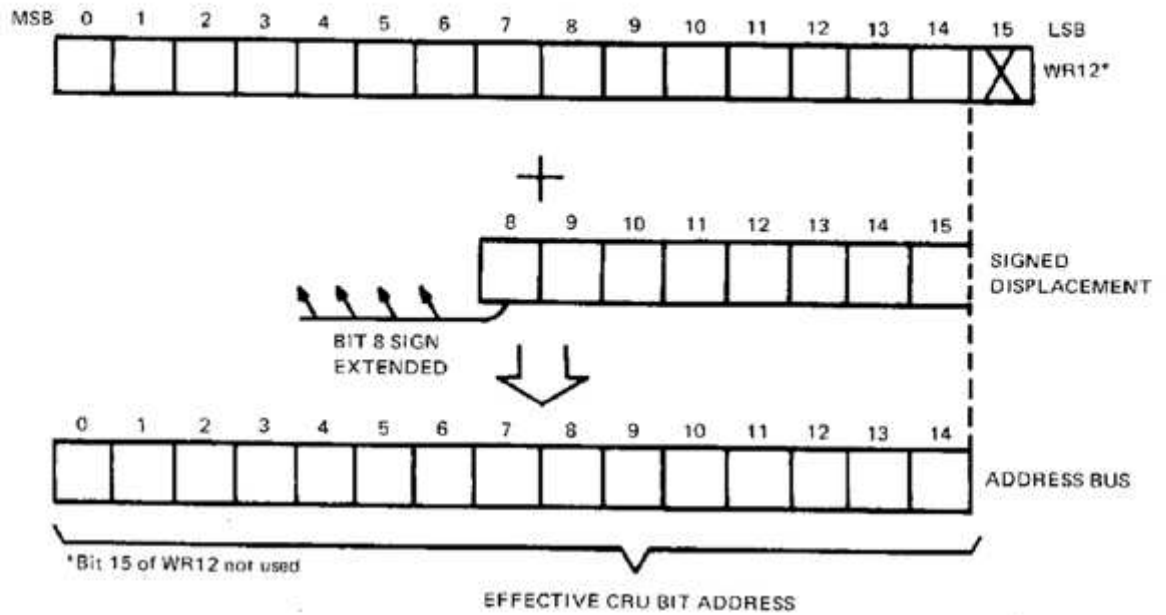 MSB 0 1 2 3 4 5 6 7 8 9 10 11 12 13 14 15 LSB
WR12*
8 9 10 11 12 13 14 15
SIGNED
DISPLACEMENT
BIT 8 SIGN
EXTENDED
0 1 2 3 4 5 6 7 8 9 10 11 12 13 14
ADDRESS BUS
*Bit 15 of WR12 not used
EFFECTIVE CRU BIT ADDRESS